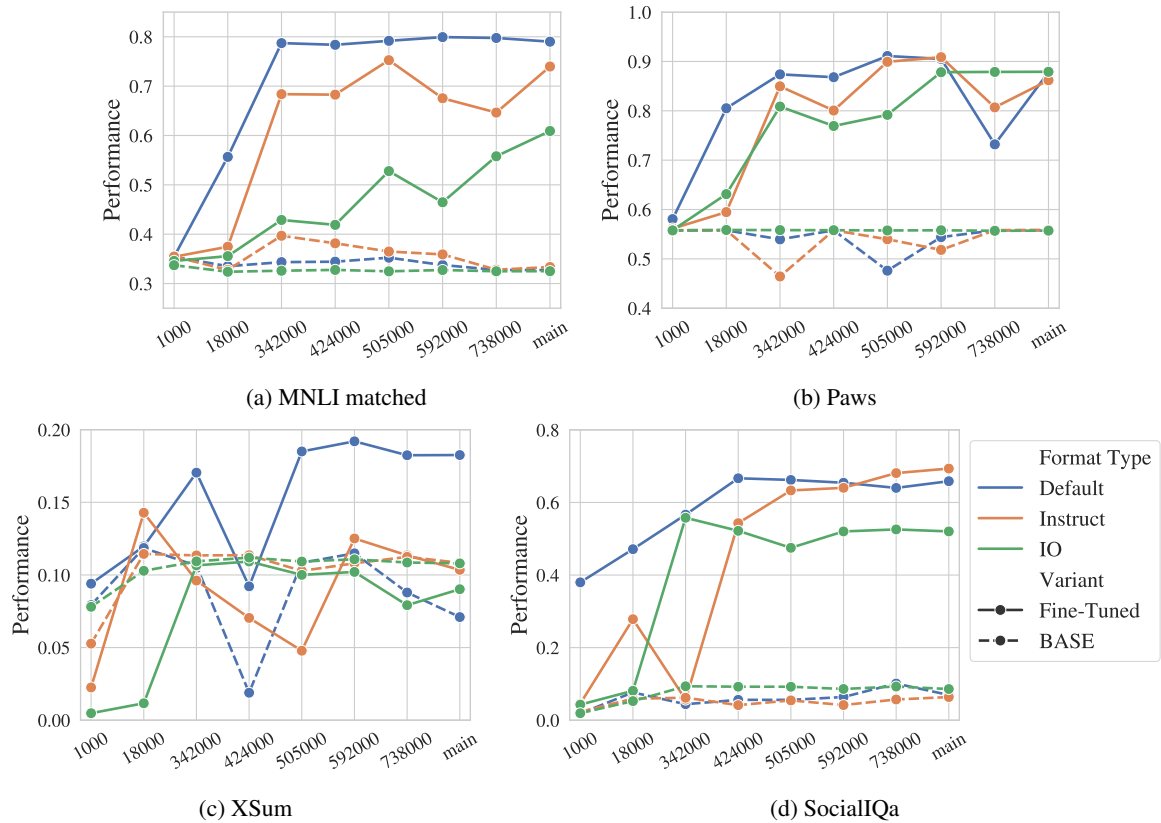 0.8
0.7
0.6
0.5
0.4
0.3
Performance
1000
18000
342000
424000
505000
592000
738000
main
(a) MNLI matched
1.0
0.9
0.8
0.7
0.6
0.5
0.4
Performance
1000
18000
342000
424000
505000
592000
738000
main
(b) Paws
0.20
0.15
0.10
0.05
0.00
Performance
1000
18000
342000
424000
505000
592000
738000
main
(c) XSum
0.8
0.6
0.4
0.2
0.0
Performance
1000
18000
342000
424000
505000
592000
738000
main
(d) SocialIQa
Format Type
Default
Instruct
IO
Variant
Fine-Tuned
BASE